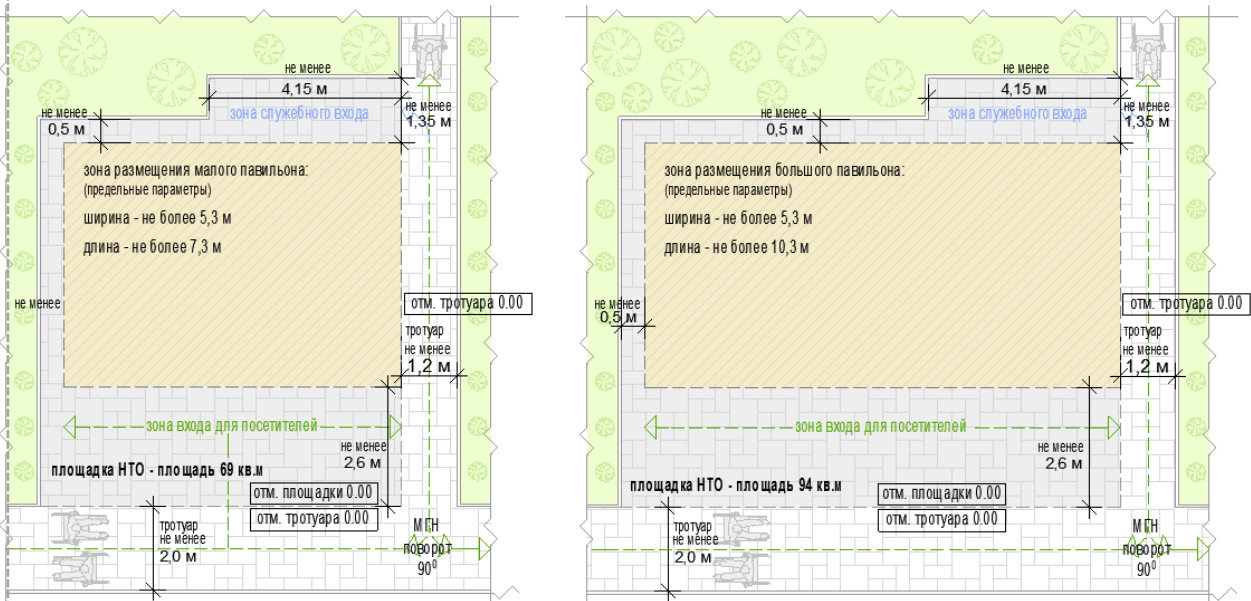 не менее
4,15 м
не менее
0,5 м
зона служебного входа
не менее
1,35 м
зона размещения малого павильона:
(предельные параметры)
ширина - не более 5,3 м
длина - не более 7,3 м
не менее
отм. тротуара 0.00
тротуар
не менее
1,2 м
зона входа для посетителей
не менее
2,6 м
площадка НТО - площадь 69 кв.м
отм. площадки 0.00
отм. тротуара 0.00
тротуар
не менее
2,0 м
МГН
поворот
90⁰
не менее
4,15 м
не менее
0,5 м
зона служебного входа
не менее
1,35 м
зона размещения большого павильона:
(предельные параметры)
ширина - не более 5,3 м
длина - не более 10,3 м
не менее
0,5 м
отм. тротуара 0.00
тротуар
не менее
1,2 м
зона входа для посетителей
не менее
2,6 м
площадка НТО - площадь 94 кв.м
отм. площадки 0.00
отм. тротуара 0.00
тротуар
не менее
2,0 м
МГН
поворот
90⁰